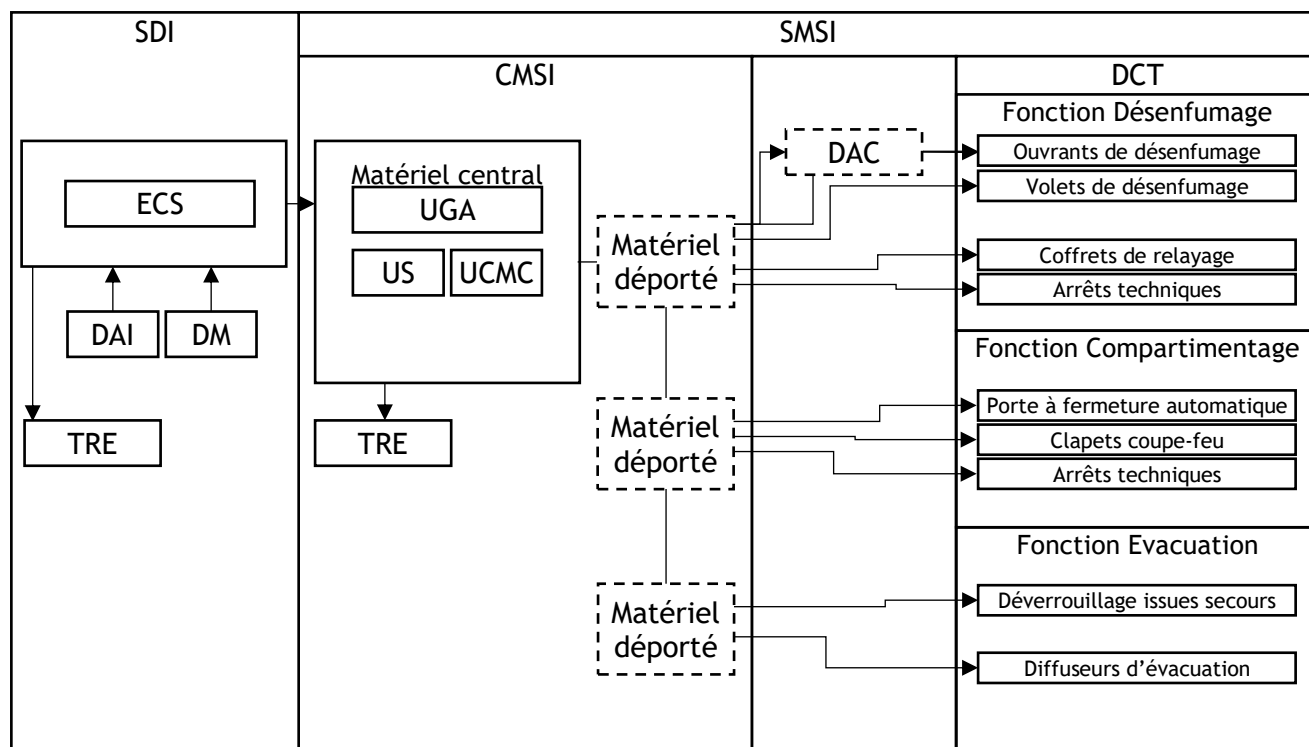 SDI
SMSI
CMSI
DCT
Fonction Désenfumage
DAC
Ouvrants de désenfumage
Volets de désenfumage
Matériel central
ECS
UGA
Matériel
déporté
US
UCMC
Coffrets de relayage
Arrêts techniques
DAI
DM
Fonction Compartimentage
Porte à fermeture automatique
TRE
TRE
Matériel
déporté
Clapets coupe-feu
Arrêts techniques
Fonction Evacuation
Matériel
déporté
Déverrouillage issues secours
Diffuseurs d’évacuation